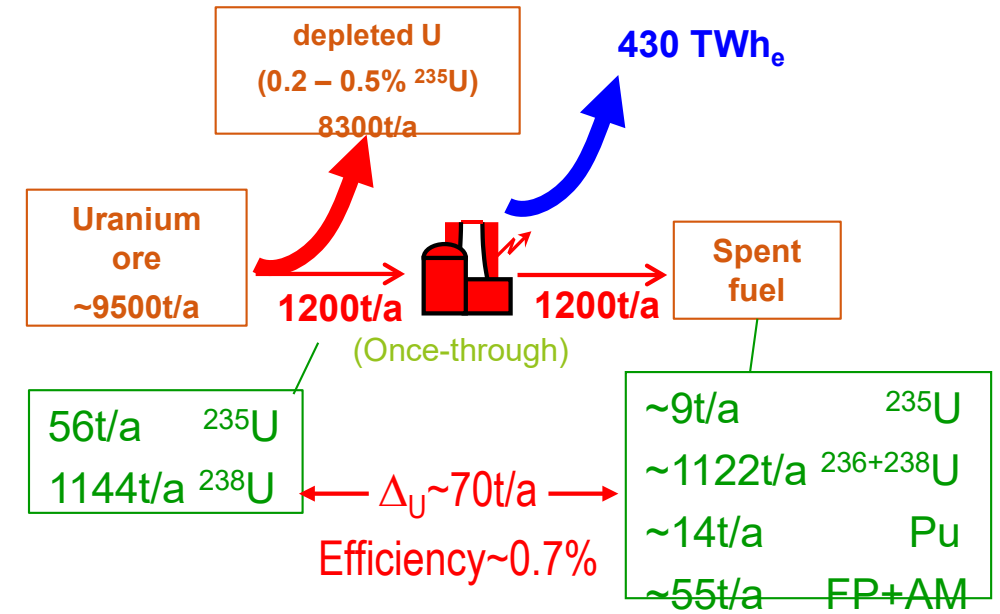 depleted U
(0.2 – 0.5% ²³⁵U)
8300t/a
430 TWhₑ
Uranium
ore
~9500t/a
1200t/a
(Once-through)
1200t/a
Spent
fuel
56t/a ²³⁵U
1144t/a ²³⁸U
Δ_U~70t/a
Efficiency~0.7%
~9t/a ²³⁵U
~1122t/a ²³⁶⁺²³⁸U
~14t/a Pu
~55t/a FP+AM